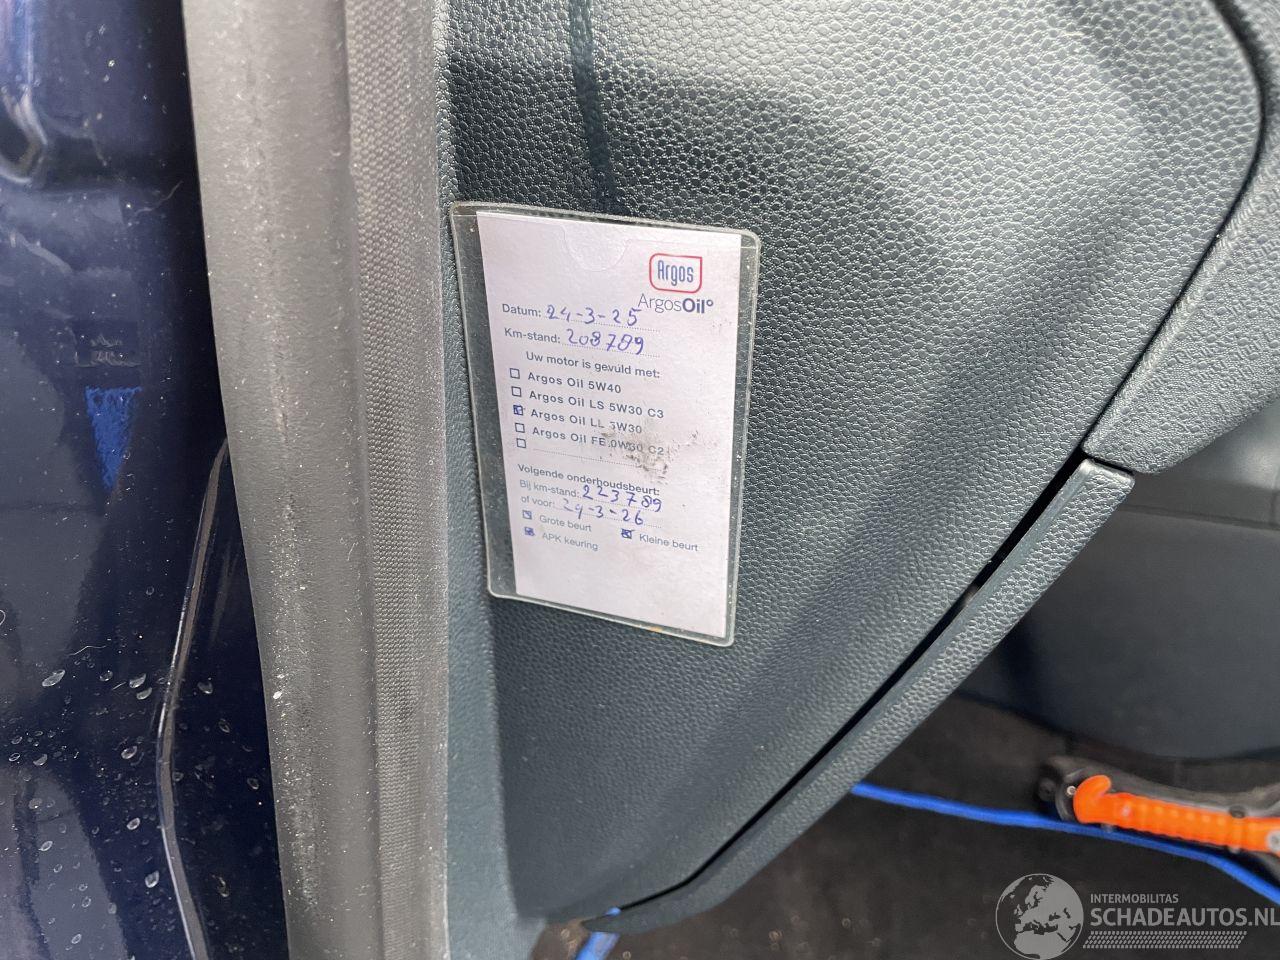 Argos
ArgosOil
Datum: 24-3-25
Km-stand: 208789
Uw motor is gevuld met:
Argos Oil 5W40
Argos Oil LS 5W30 C3
Argos Oil LL 5W30
Argos Oil FE 0W30 C2
Volgende onderhoudsbeurt:
Bij km-stand: 223789
of voor: 24-3-26
Grote beurt Kleine beurt
APK keuring
INTERMOBILITAS
SCHADEAUTOS.NL